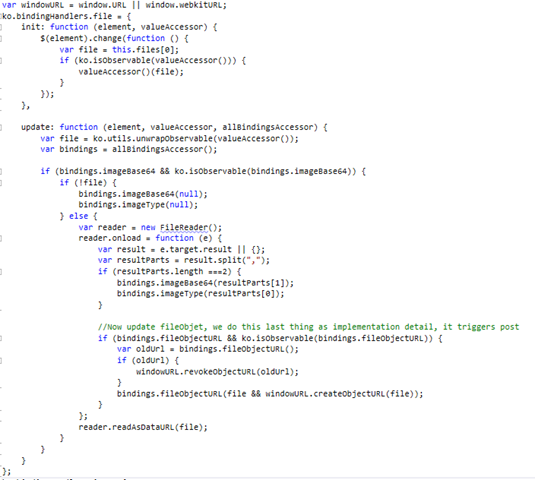 var windowURL = window.URL || window.webkitURL;
ko.bindingHandlers.file = {
    init: function (element, valueAccessor) {
        $(element).change(function () {
            var file = this.files[0];
            if (ko.isObservable(valueAccessor())) {
                valueAccessor()(file);
            }
        });
    },

    update: function (element, valueAccessor, allBindingsAccessor) {
        var file = ko.utils.unwrapObservable(valueAccessor());
        var bindings = allBindingsAccessor();

        if (bindings.imageBase64 && ko.isObservable(bindings.imageBase64)) {
            if (!file) {
                bindings.imageBase64(null);
                bindings.imageType(null);
            } else {
                var reader = new FileReader();
                reader.onload = function (e) {
                    var result = e.target.result || {};
                    var resultParts = result.split(",");
                    if (resultParts.length ===2) {
                        bindings.imageBase64(resultParts[1]);
                        bindings.imageType(resultParts[0]);
                    }

                    //Now update fileObjet, we do this last thing as implementation detail, it triggers post
                    if (bindings.fileObjectURL && ko.isObservable(bindings.fileObjectURL)) {
                        var oldUrl = bindings.fileObjectURL();
                        if (oldUrl) {
                            windowURL.revokeObjectURL(oldUrl);
                        }
                        bindings.fileObjectURL(file && windowURL.createObjectURL(file));
                    }
                };
                reader.readAsDataURL(file);
            }
        }
    }
};